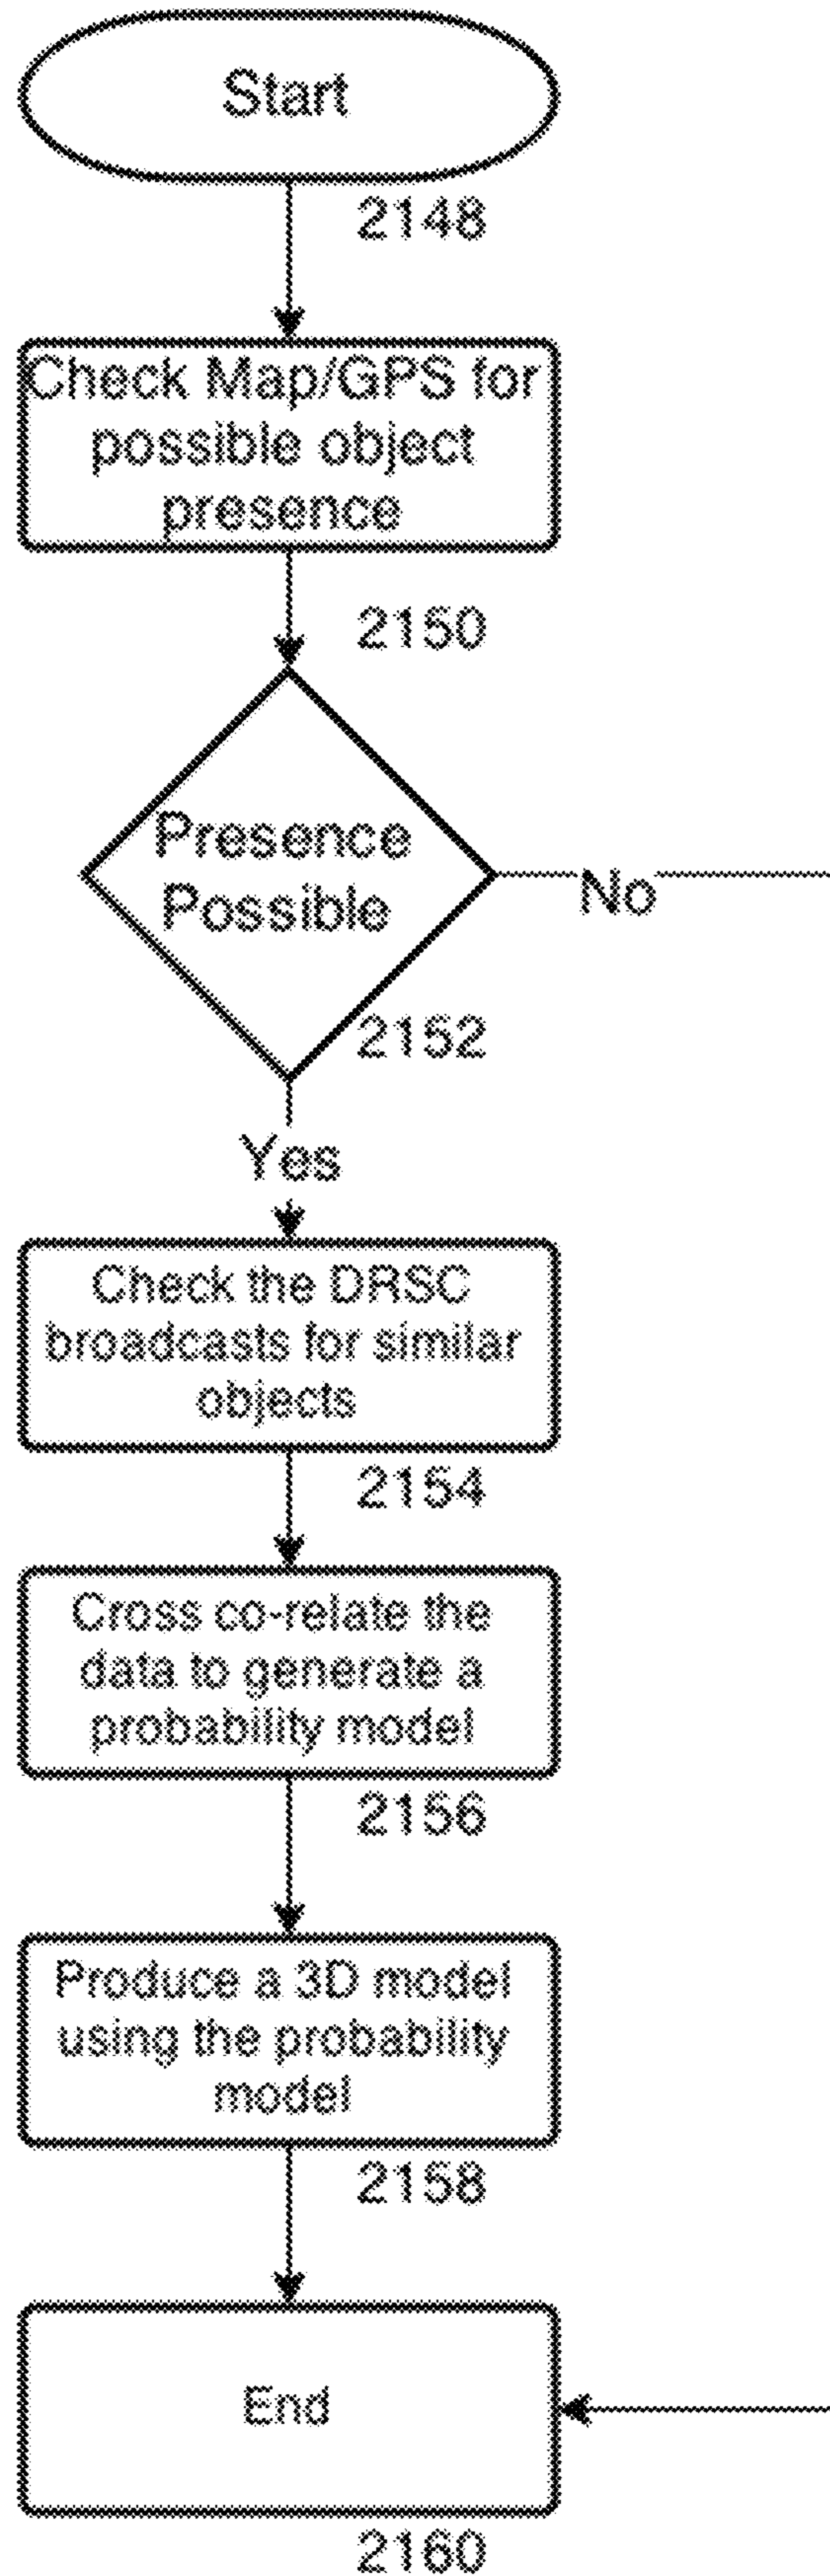 Start
2148
Check Map/GPS for
possible object
presence
2150
Presence
Possible
No
2152
Yes
Check the DRSC
broadcasts for similar
objects
2154
Cross co-relate the
data to generate a
probability model
2156
Produce a 3D model
using the probability
model
2158
End
2160